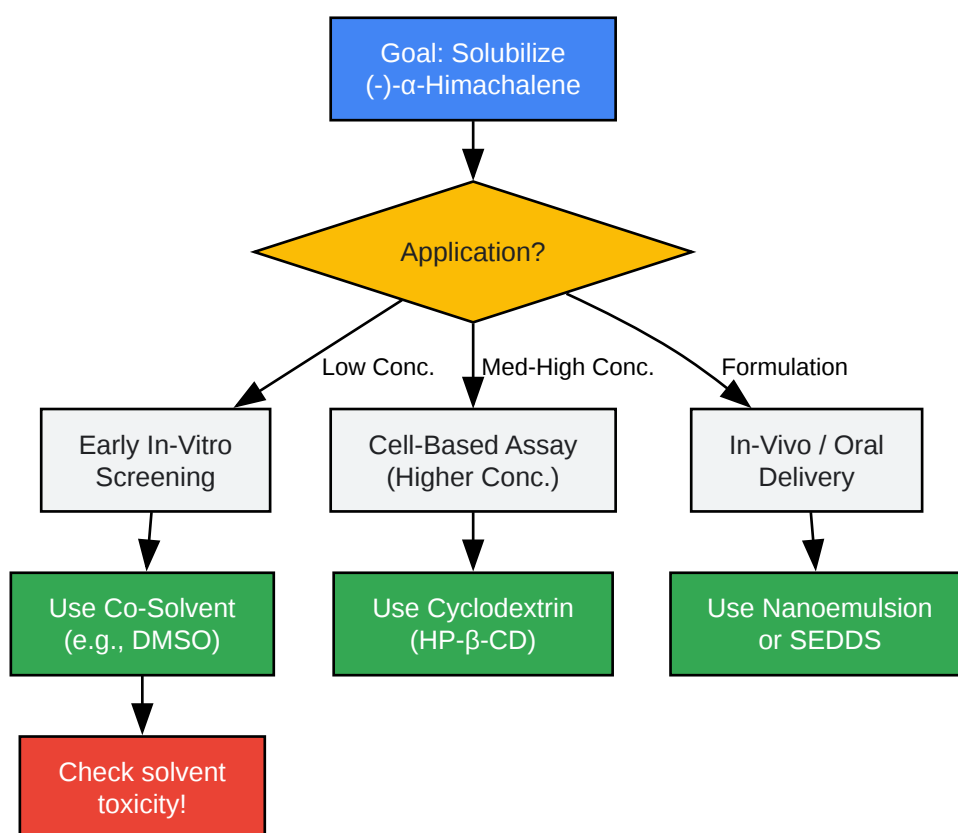 Goal: Solubilize
(-)-α-Himachalene
Application?
Low Conc.
Med-High Conc.
Formulation
Early In-Vitro
Screening
Cell-Based Assay
(Higher Conc.)
In-Vivo / Oral
Delivery
Use Co-Solvent
(e.g., DMSO)
Use Cyclodextrin
(HP-β-CD)
Use Nanoemulsion
or SEDDS
Check solvent
toxicity!